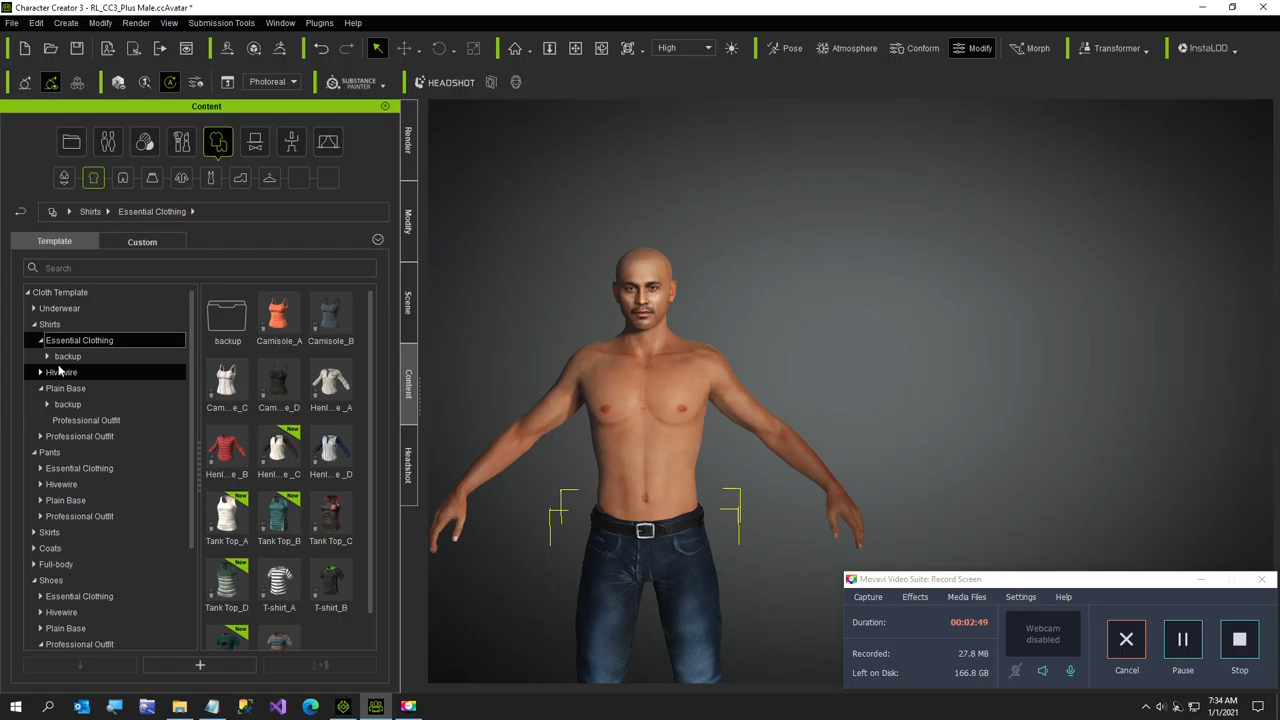 Character Creator 3 - RL_CC3_Plus Male.ccAvatar *
File Edit Create Modify Render View Submission Tools Window Plugins Help
High
Pose
Atmosphere
Conform
Modify
Morph
Transformer
InstaLOD
Photoreal
SUBSTANCE PAINTER
HEADSHOT
Content
Shirts
Essential Clothing
Template
Custom
Search
Cloth Template
Underwear
Shirts
Essential Clothing
backup
Hivewire
Plain Base
backup
Professional Outfit
Professional Outfit
Pants
Essential Clothing
Hivewire
Plain Base
Professional Outfit
Skirts
Coats
Full-body
Shoes
Essential Clothing
Hivewire
Plain Base
Professional Outfit
backup Camisole_A Camisole_B
Cam..._C Cam..._D Henl..._A
New
Henl..._B Henl..._C Henl..._D
New New
Tank Top_A Tank Top_B Tank Top_C
New
Tank Top_D T-shirt_A T-shirt_B
New
Render
Modify
Scene
Content
Headshot
Movavi Video Suite: Record Screen
Capture Effects Media Files Settings Help
Duration: 00:02:49
Recorded: 27.8 MB
Left on Disk: 166.8 GB
Webcam disabled
Cancel
Pause
Stop
7:34 AM
1/1/2021